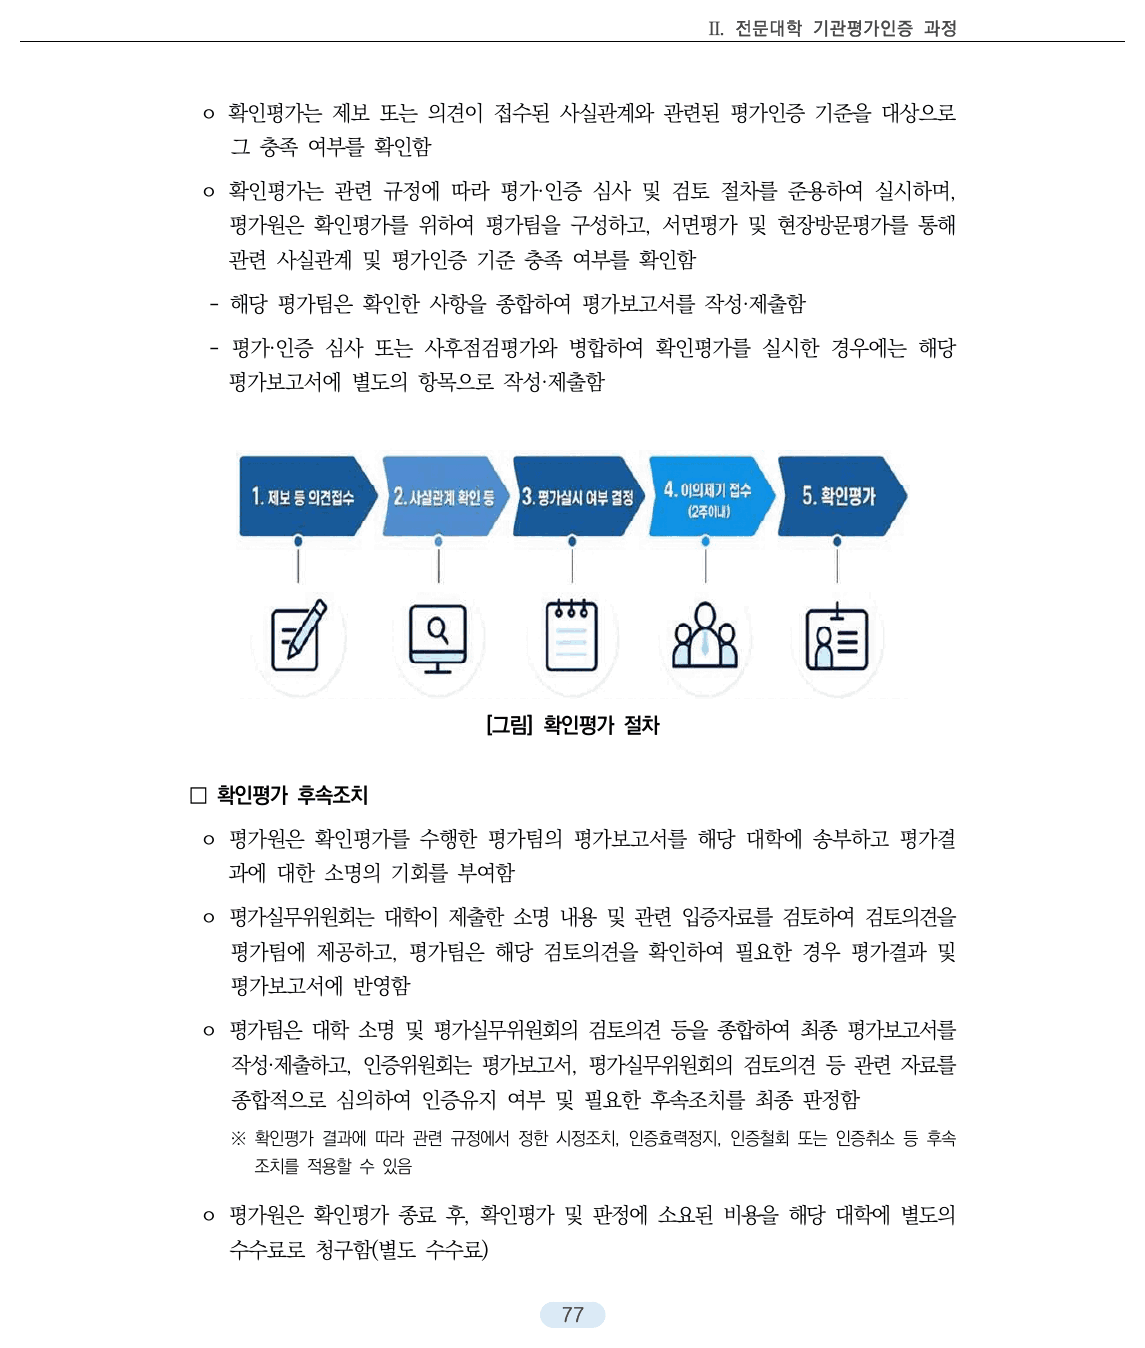 Ⅱ. 전문대학 기관평가인증 과정
ㅇ 확인평가는 제보 또는 의견이 접수된 사실관계와 관련된 평가인증 기준을 대상으로
그 충족 여부를 확인함
ㅇ 확인평가는 관련 규정에 따라 평가·인증 심사 및 검토 절차를 준용하여 실시하며,
평가원은 확인평가를 위하여 평가팀을 구성하고, 서면평가 및 현장방문평가를 통해
관련 사실관계 및 평가인증 기준 충족 여부를 확인함
- 해당 평가팀은 확인한 사항을 종합하여 평가보고서를 작성·제출함
- 평가·인증 심사 또는 사후점검평가와 병합하여 확인평가를 실시한 경우에는 해당
평가보고서에 별도의 항목으로 작성·제출함
1. 제보 등 의견접수
2. 사실관계 확인 등
3. 평가실시 여부 결정
4. 이의제기 접수
(2주이내)
5. 확인평가
[그림] 확인평가 절차
□ 확인평가 후속조치
ㅇ 평가원은 확인평가를 수행한 평가팀의 평가보고서를 해당 대학에 송부하고 평가결
과에 대한 소명의 기회를 부여함
ㅇ 평가실무위원회는 대학이 제출한 소명 내용 및 관련 입증자료를 검토하여 검토의견을
평가팀에 제공하고, 평가팀은 해당 검토의견을 확인하여 필요한 경우 평가결과 및
평가보고서에 반영함
ㅇ 평가팀은 대학 소명 및 평가실무위원회의 검토의견 등을 종합하여 최종 평가보고서를
작성·제출하고, 인증위원회는 평가보고서, 평가실무위원회의 검토의견 등 관련 자료를
종합적으로 심의하여 인증유지 여부 및 필요한 후속조치를 최종 판정함
※ 확인평가 결과에 따라 관련 규정에서 정한 시정조치, 인증효력정지, 인증철회 또는 인증취소 등 후속
조치를 적용할 수 있음
ㅇ 평가원은 확인평가 종료 후, 확인평가 및 판정에 소요된 비용을 해당 대학에 별도의
수수료로 청구함(별도 수수료)
77